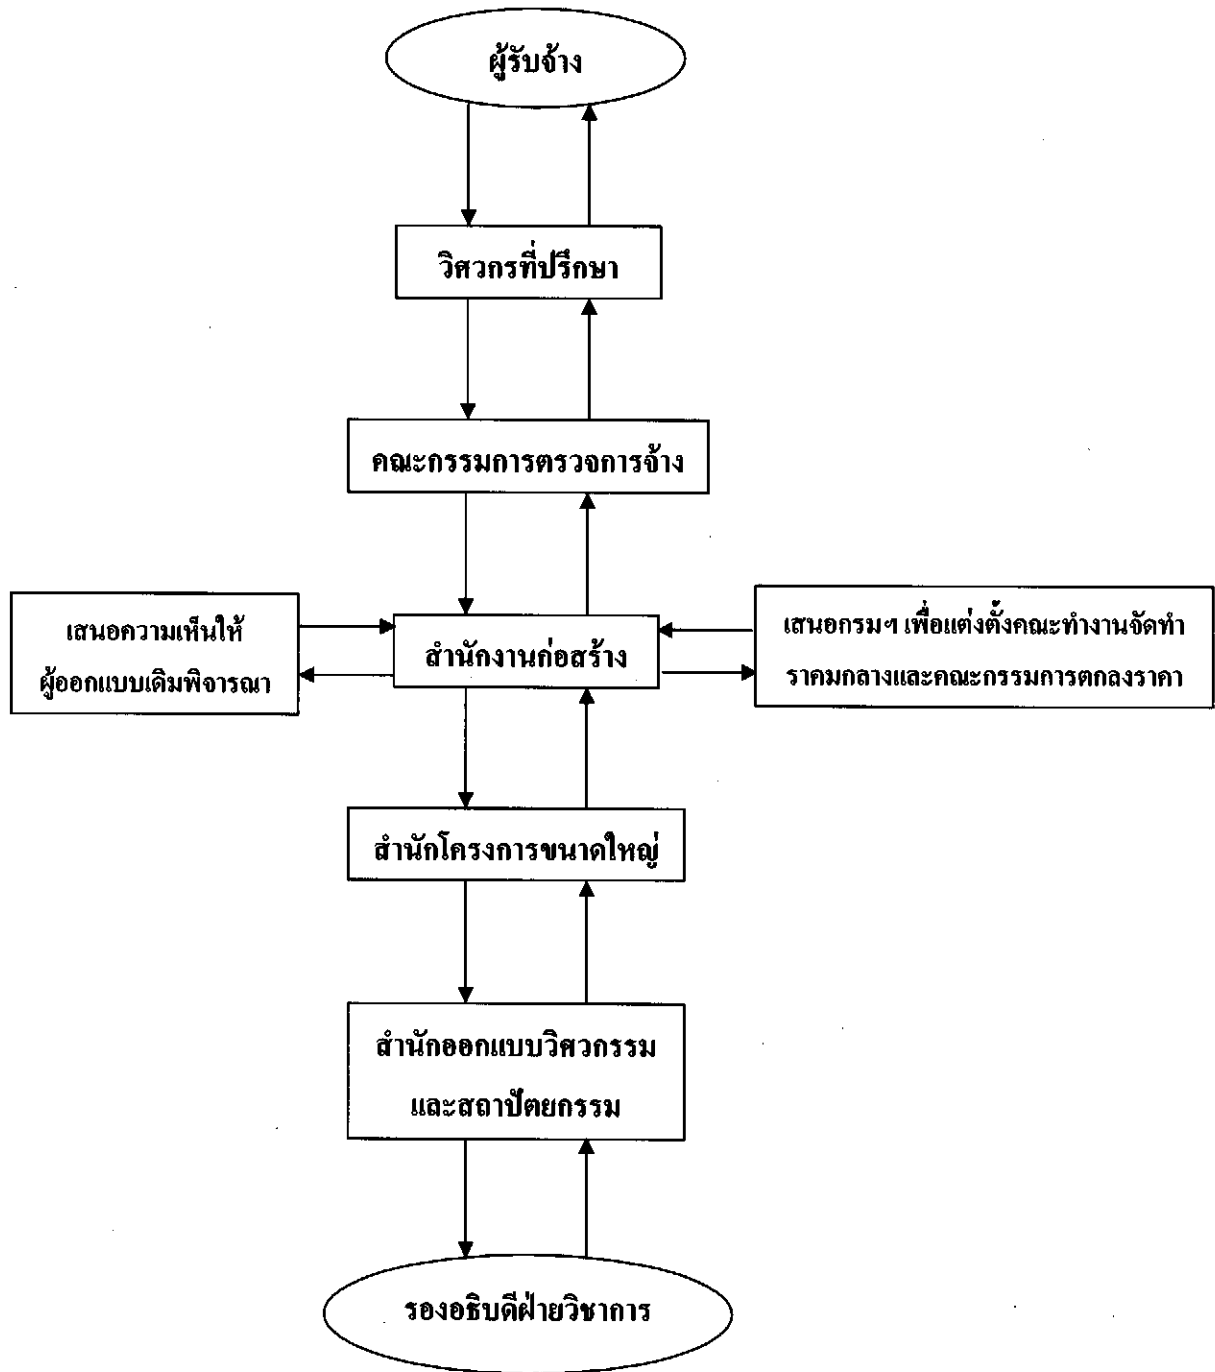 ผู้รับจ้าง
วิศวกรที่ปรึกษา
คณะกรรมการตรวจการจ้าง
เสนอความเห็นให้
ผู้ออกแบบเดิมพิจารณา
สำนักงานก่อสร้าง
เสนอกรมฯ เพื่อแต่งตั้งคณะทำงานจัดทำ
ราคมกลางและคณะกรรมการตกลงราคา
สำนักโครงการขนาดใหญ่
สำนักออกแบบวิศวกรรม
และสถาปัตยกรรม
รองอธิบดีฝ่ายวิชาการ